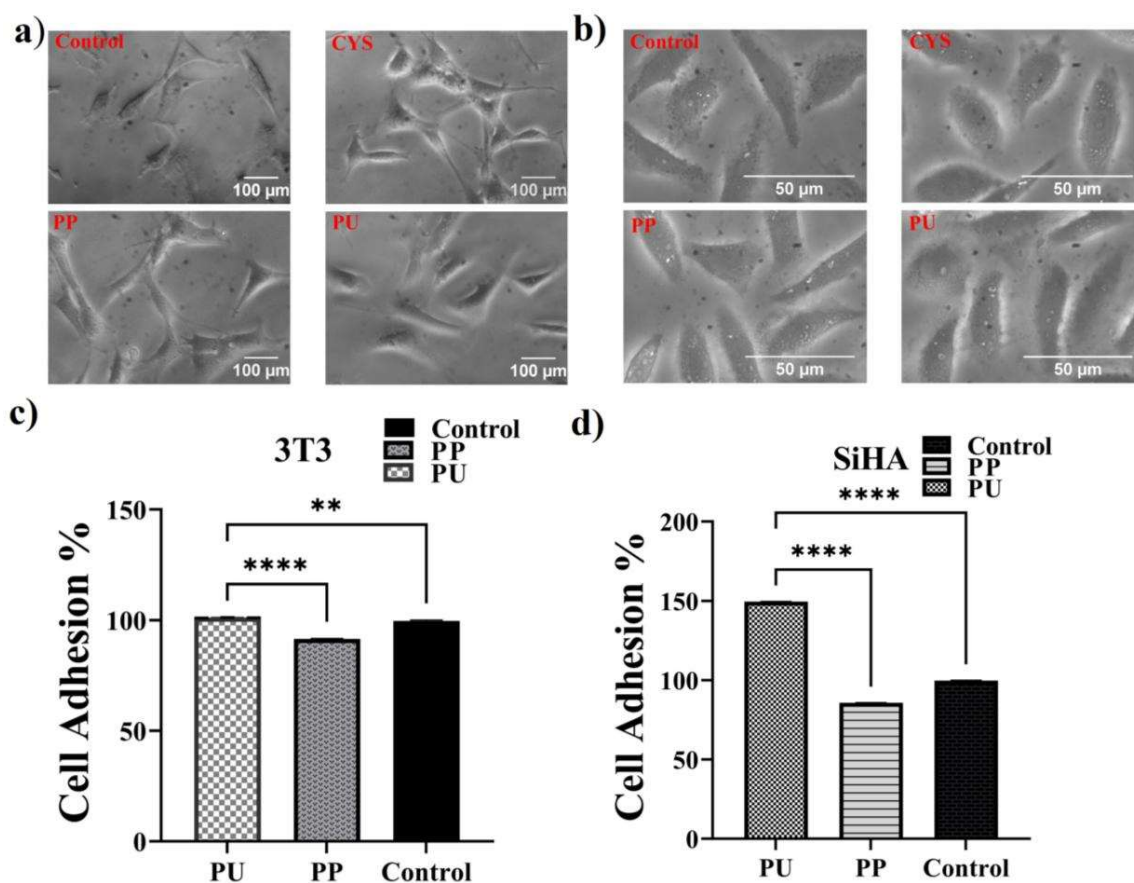 a)
Control
100 µm
CYS
100 µm
PP
100 µm
PU
100 µm
b)
Control
50 µm
CYS
50 µm
PP
50 µm
PU
50 µm
c)
3T3
Control
PP
PU
**
****
Cell Adhesion %
150
100
50
0
PU PP Control
d)
SiHA
Control
PP
PU
****
****
Cell Adhesion %
200
150
100
50
0
PU PP Control